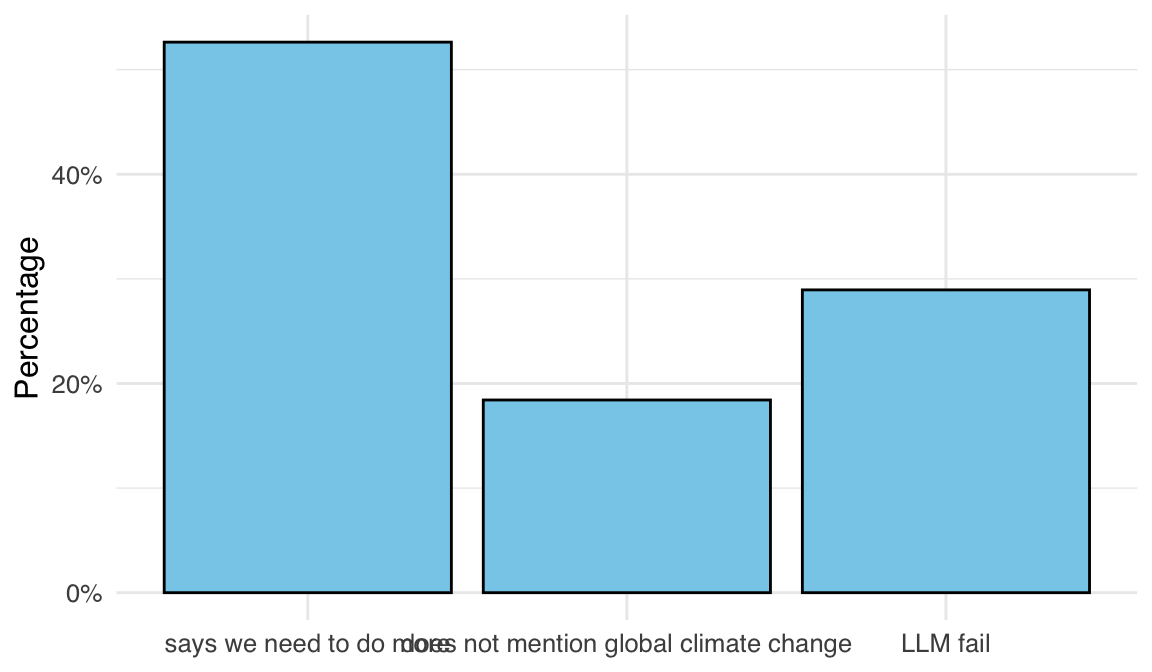 Percentage
40%
20%
0%
says we need to do more
does not mention global climate change
LLM fail